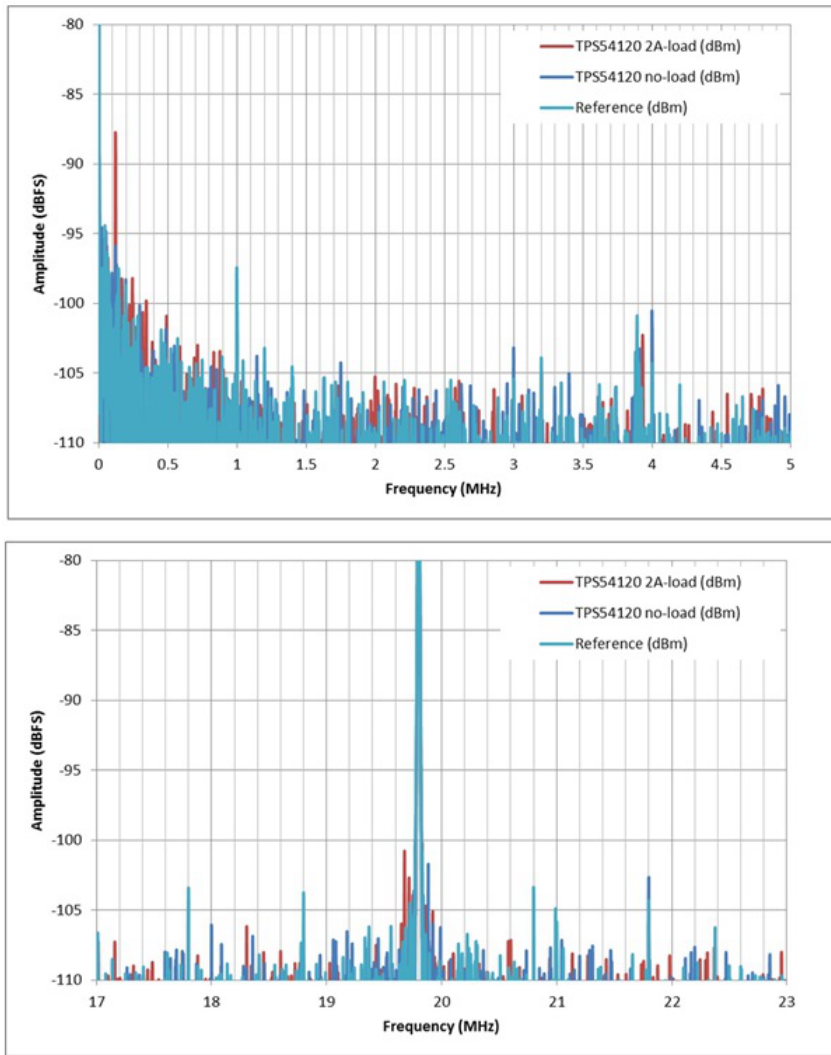 -80
-85
-90
-95
-100
-105
-110
Amplitude (dBFS)
TPS54120 2A-load (dBm)
TPS54120 no-load (dBm)
Reference (dBm)
0 0.5 1 1.5 2 2.5 3 3.5 4 4.5 5
Frequency (MHz)
-80
-85
-90
-95
-100
-105
-110
Amplitude (dBFS)
TPS54120 2A-load (dBm)
TPS54120 no-load (dBm)
Reference (dBm)
17 18 19 20 21 22 23
Frequency (MHz)